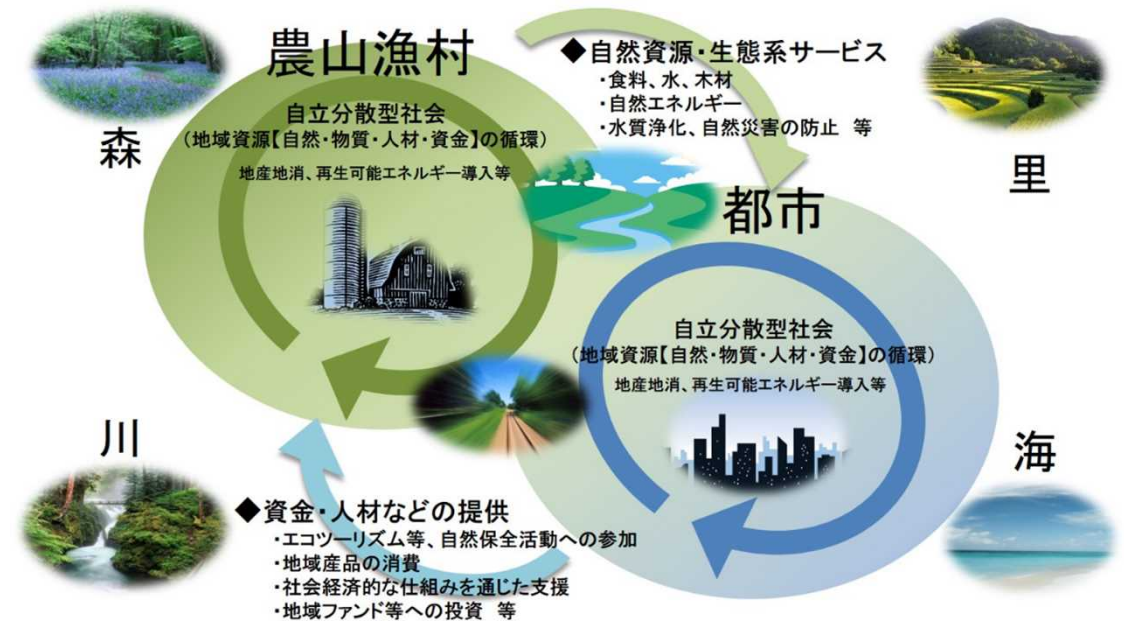 農山漁村
森
自立分散型社会
(地域資源【自然・物質・人材・資金】の循環)
地産地消、再生可能エネルギー導入等
◆自然資源・生態系サービス
・食料、水、木材
・自然エネルギー
・水質浄化、自然災害の防止 等
里
都市
自立分散型社会
(地域資源【自然・物質・人材・資金】の循環)
地産地消、再生可能エネルギー導入等
川
海
◆資金・人材などの提供
・エコツーリズム等、自然保全活動への参加
・地域産品の消費
・社会経済的な仕組みを通じた支援
・地域ファンド等への投資 等